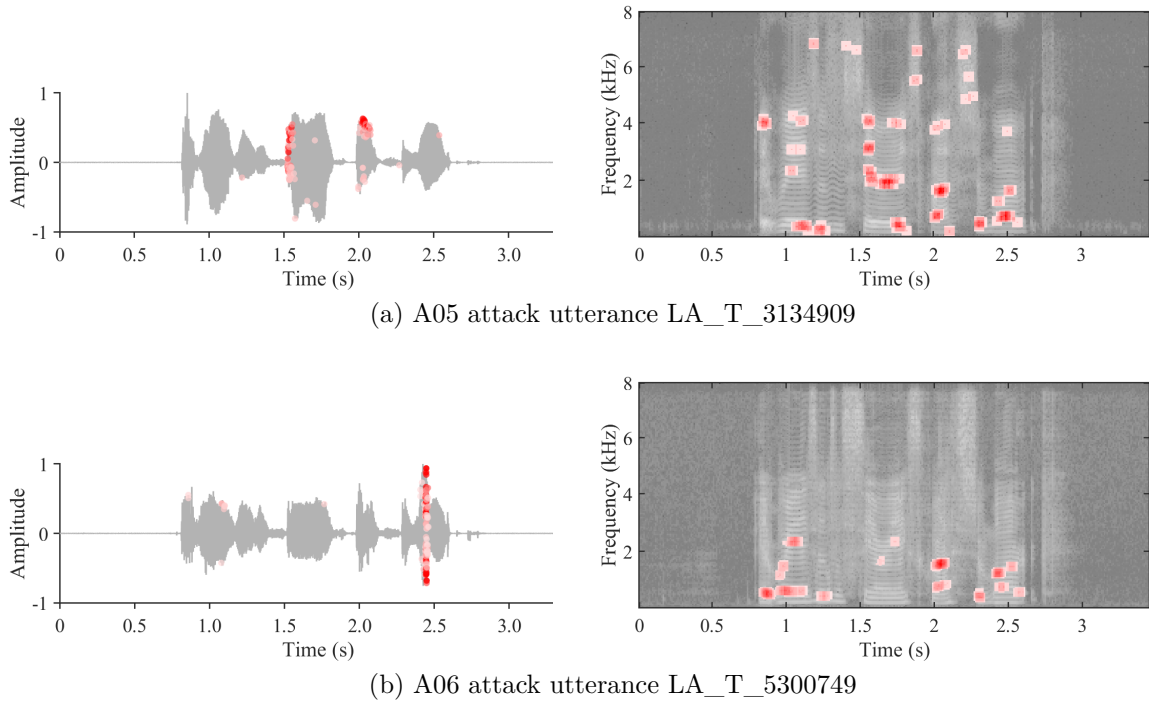 1
0
-1
Amplitude
0 0.5 1.0 1.5 2.0 2.5 3.0
Time (s)
8
6
4
2
Frequency (kHz)
0 0.5 1 1.5 2 2.5 3
Time (s)
(a) A05 attack utterance LA_T_3134909
1
0
-1
Amplitude
0 0.5 1.0 1.5 2.0 2.5 3.0
Time (s)
8
6
4
2
Frequency (kHz)
0 0.5 1 1.5 2 2.5 3
Time (s)
(b) A06 attack utterance LA_T_5300749